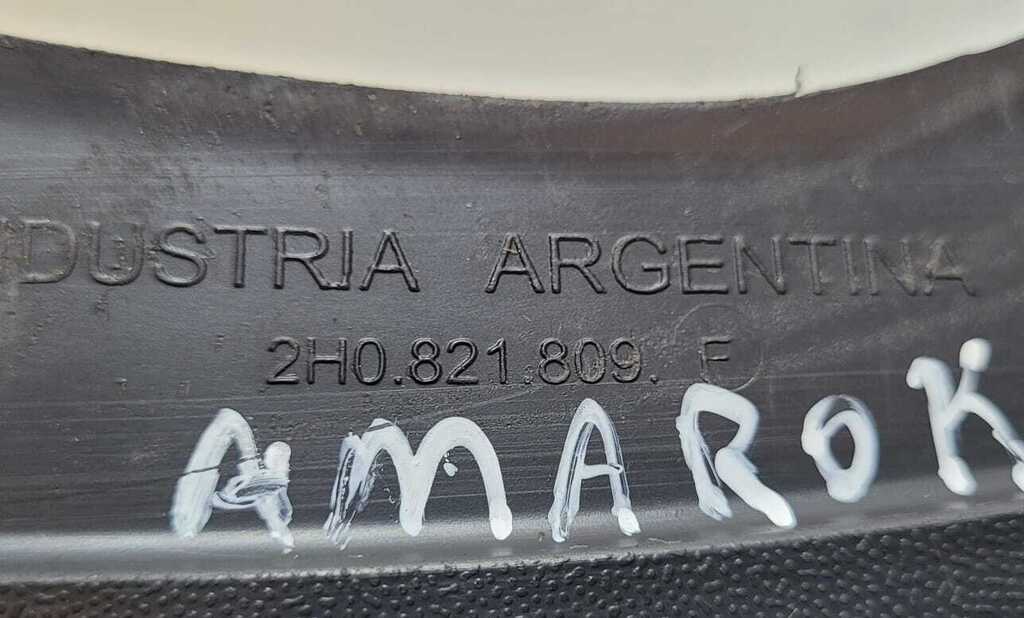 DUSTRIA ARGENTINA
2H0.821.809. F
AMAROK